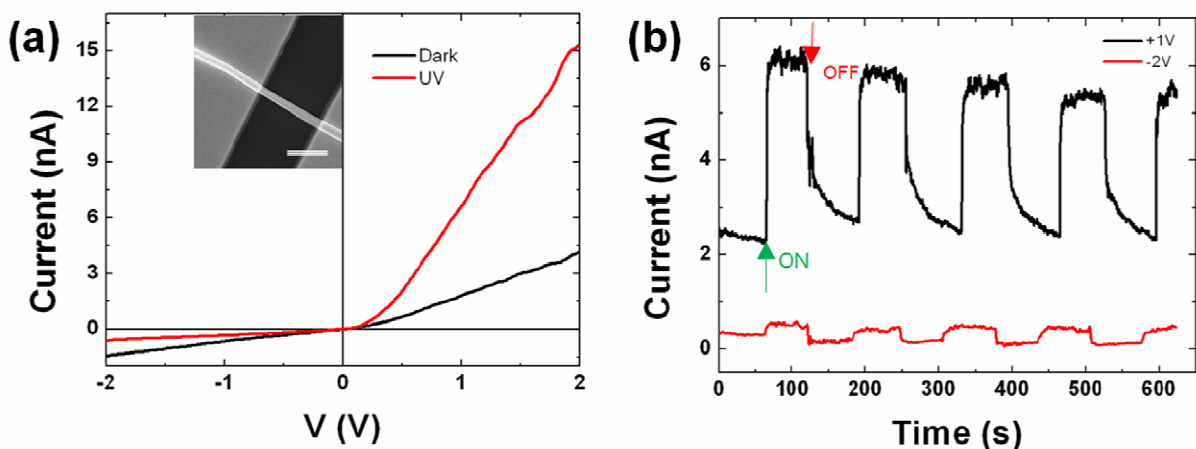 (a)
Current (nA)
15
12
9
6
3
0
Dark
UV
-2
-1
0
1
2
V (V)
(b)
Current (nA)
6
4
2
0
+1V
-2V
OFF
ON
0
100
200
300
400
500
600
Time (s)